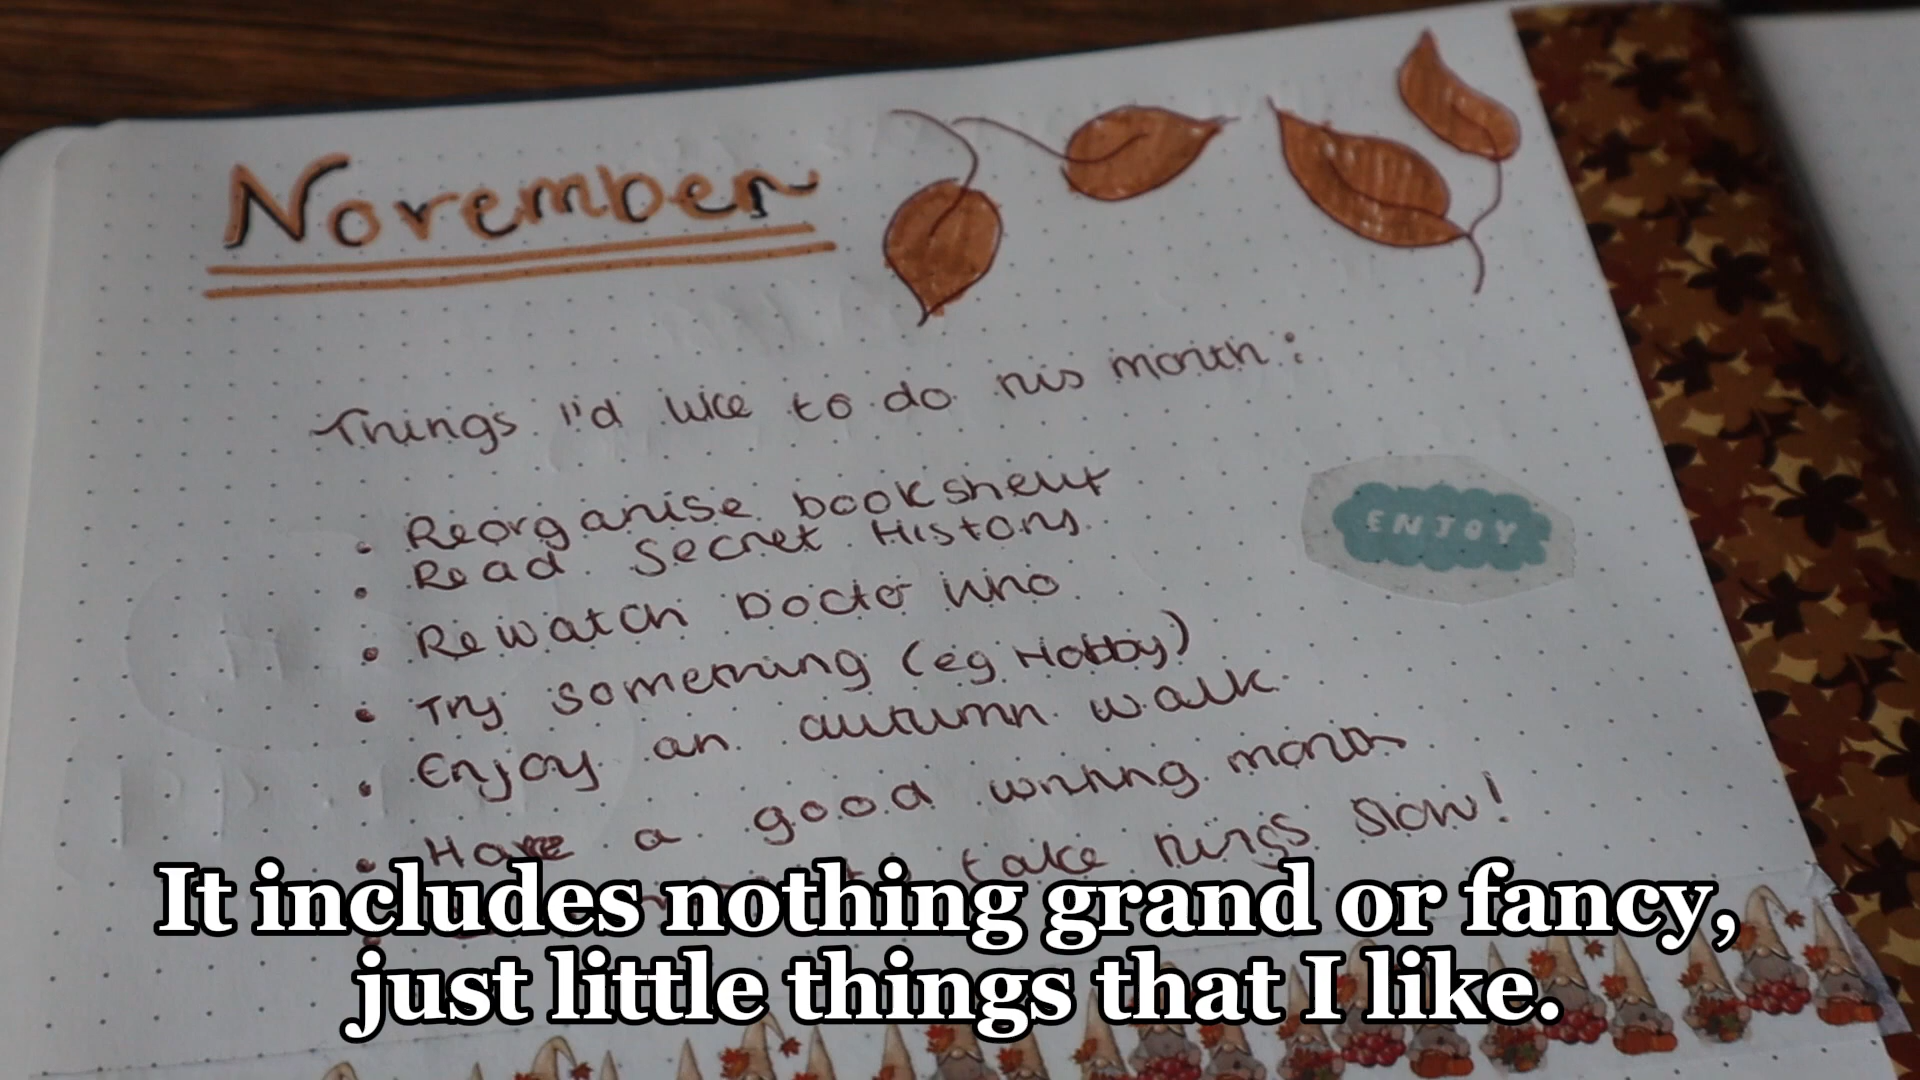 November
Things I'd like to do this month:
ENJOY
• Reorganise bookshelf
• Read Secret History
• Rewatch Doctor Who
• Try something (eg Hobby)
• Enjoy an autumn walk
• Have a good writing month
take things slow!
It includes nothing grand or fancy,
just little things that I like.